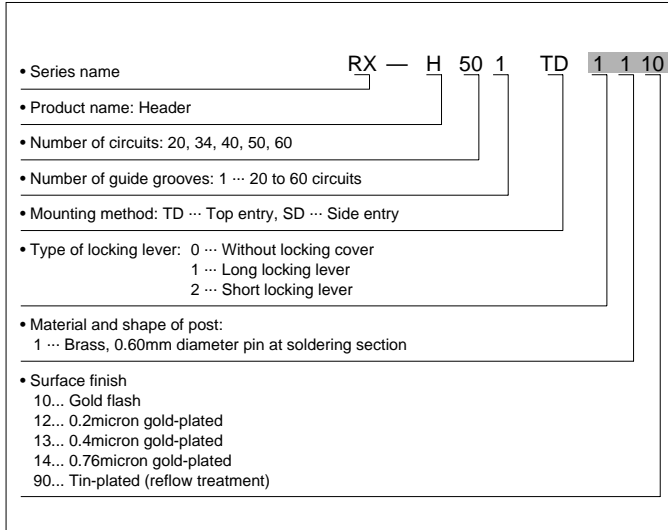 RX — H 50 1 TD 1 1 10
• Series name
• Product name: Header
• Number of circuits: 20, 34, 40, 50, 60
• Number of guide grooves: 1 ··· 20 to 60 circuits
• Mounting method: TD ··· Top entry, SD ··· Side entry
• Type of locking lever: 0 ··· Without locking cover
1 ··· Long locking lever
2 ··· Short locking lever
• Material and shape of post:
1 ··· Brass, 0.60mm diameter pin at soldering section
• Surface finish
10... Gold flash
12... 0.2micron gold-plated
13... 0.4micron gold-plated
14... 0.76micron gold-plated
90... Tin-plated (reflow treatment)